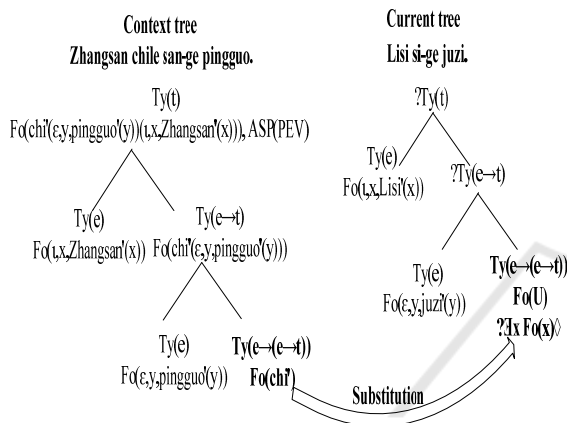 Context tree
Zhangsan chile san-ge pingguo.
Ty(t)
Fo(chi'(ε,y,pingguo'(y))(ι,x,Zhangsan'(x))), ASP(PEV)
Ty(e)
Fo(ι,x,Zhangsan'(x))
Ty(e→t)
Fo(chi'(ε,y,pingguo'(y)))
Ty(e)
Fo(ε,y,pingguo'(y))
Ty(e→(e→t))
Fo(chi')
Current tree
Lisi si-ge juzi.
?Ty(t)
Ty(e)
Fo(ι,x,Lisi'(x))
?Ty(e→t)
Ty(e)
Fo(ε,y,juzi'(y))
Ty(e→(e→t))
Fo(U)
?∃x Fo(x)◊
Substitution